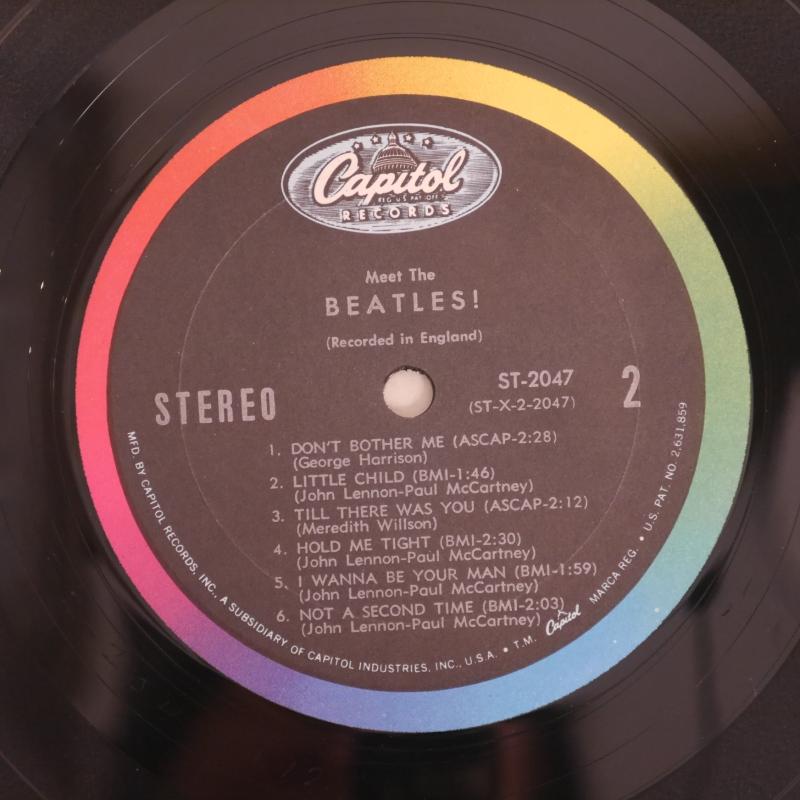 Capitol
REG. U.S. PAT. OFF.
RECORDS
Meet The
BEATLES!
(Recorded in England)
STEREO
ST-2047
(ST-X-2-2047)
2
1. DON'T BOTHER ME (ASCAP-2:28)
(George Harrison)
2. LITTLE CHILD (BMI-1:46)
(John Lennon-Paul McCartney)
3. TILL THERE WAS YOU (ASCAP-2:12)
(Meredith Willson)
4. HOLD ME TIGHT (BMI-2:30)
(John Lennon-Paul McCartney)
5. I WANNA BE YOUR MAN (BMI-1:59)
(John Lennon-Paul McCartney)
6. NOT A SECOND TIME (BMI-2:03)
(John Lennon-Paul McCartney)
MFD. BY CAPITOL RECORDS, INC., A SUBSIDIARY OF CAPITOL INDUSTRIES, INC., U.S.A. • T.M. Capitol MARCA REG. • U.S. PAT. NO. 2,631,859